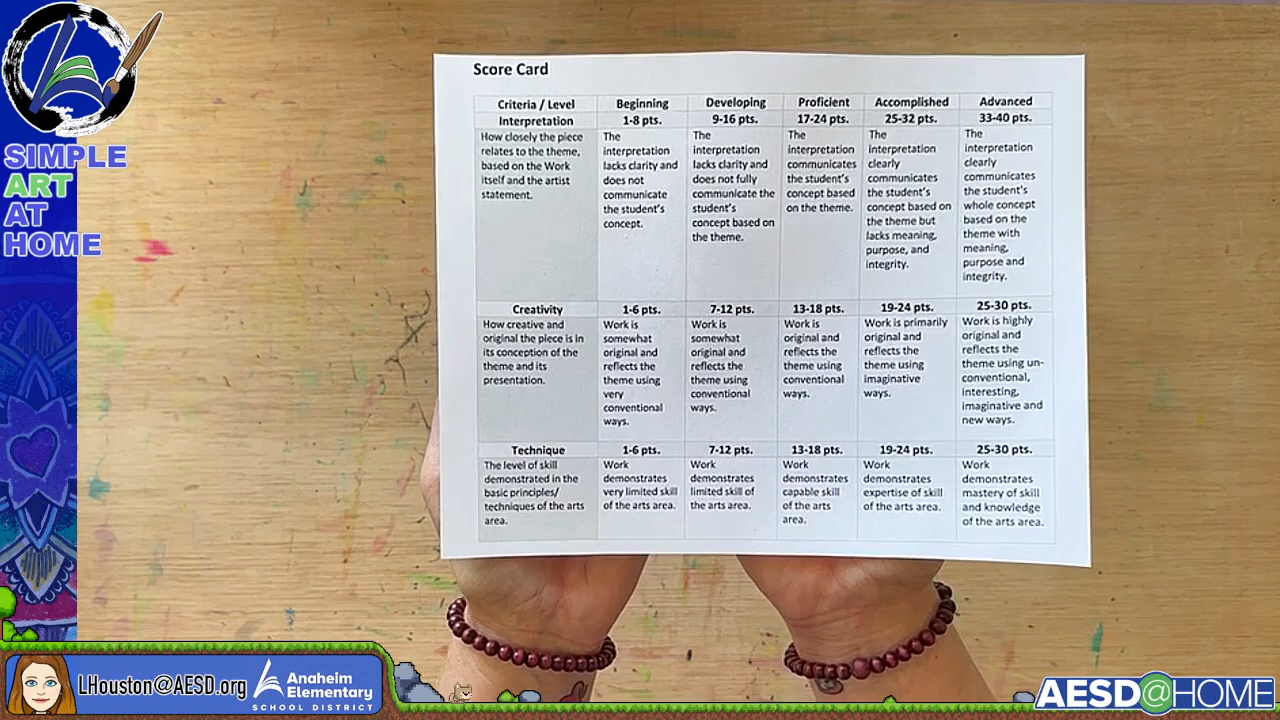 SIMPLE
ART
AT
HOME
Score Card
Criteria / Level
Beginning
Developing
Proficient
Accomplished
Advanced
Interpretation
1-8 pts.
9-16 pts.
17-24 pts.
25-32 pts.
33-40 pts.
How closely the piece
relates to the theme,
based on the Work
itself and the artist
statement.
The
interpretation
lacks clarity and
does not
communicate
the student's
concept.
The
interpretation
lacks clarity and
does not fully
communicate the
student's
concept based on
the theme.
The
interpretation
communicates
the student's
concept based
on the theme.
The
interpretation
clearly
communicates
the student's
concept based on
the theme but
lacks meaning,
purpose, and
integrity.
The
interpretation
clearly
communicates
the student's
whole concept
based on the
theme with
meaning,
purpose and
integrity.
Creativity
1-6 pts.
7-12 pts.
13-18 pts.
19-24 pts.
25-30 pts.
How creative and
original the piece is in
its conception of the
theme and its
presentation.
Work is
somewhat
original and
reflects the
theme using
very
conventional
ways.
Work is
somewhat
original and
reflects the
theme using
conventional
ways.
Work is
original and
reflects the
theme using
conventional
ways.
Work is primarily
original and
reflects the
theme using
imaginative
ways.
Work is highly
original and
reflects the
theme using un-
conventional,
interesting,
imaginative and
new ways.
Technique
1-6 pts.
7-12 pts.
13-18 pts.
19-24 pts.
25-30 pts.
The level of skill
demonstrated in the
basic principles/
techniques of the arts
area.
Work
demonstrates
very limited skill
of the arts area.
Work
demonstrates
limited skill of
the arts area.
Work
demonstrates
capable skill
of the arts
area.
Work
demonstrates
expertise of skill
of the arts area.
Work
demonstrates
mastery of skill
and knowledge
of the arts area.
LHouston@AESD.org
Anaheim
Elementary
SCHOOL DISTRICT
AESD@HOME